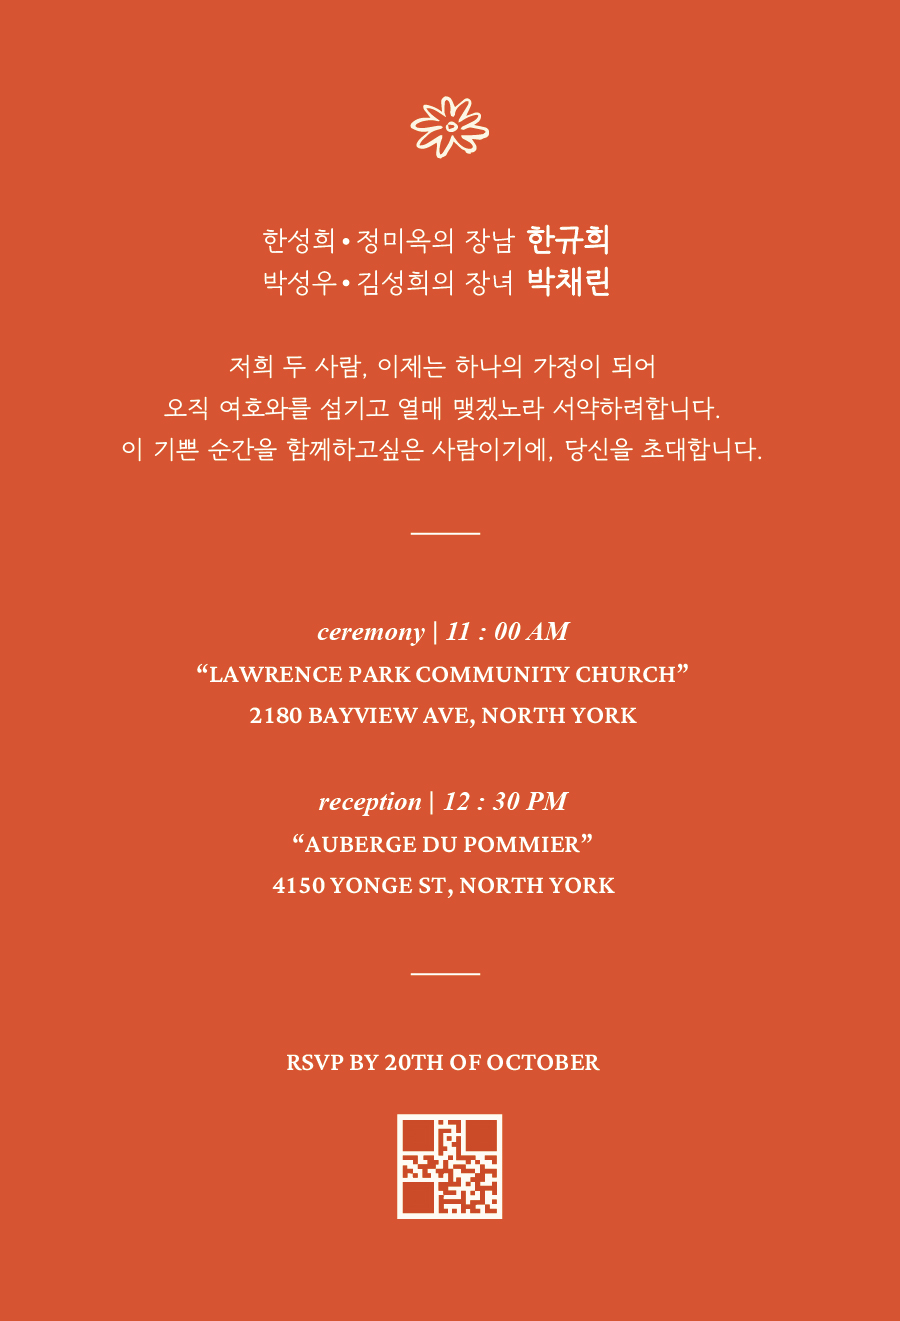 한성희•정미옥의 장남 한규희
박성우•김성희의 장녀 박채린
저희 두 사람, 이제는 하나의 가정이 되어
오직 여호와를 섬기고 열매 맺겠노라 서약하려합니다.
이 기쁜 순간을 함께하고싶은 사람이기에, 당신을 초대합니다.
ceremony | 11 : 00 AM
“LAWRENCE PARK COMMUNITY CHURCH”
2180 BAYVIEW AVE, NORTH YORK
reception | 12 : 30 PM
“AUBERGE DU POMMIER”
4150 YONGE ST, NORTH YORK
RSVP BY 20TH OF OCTOBER